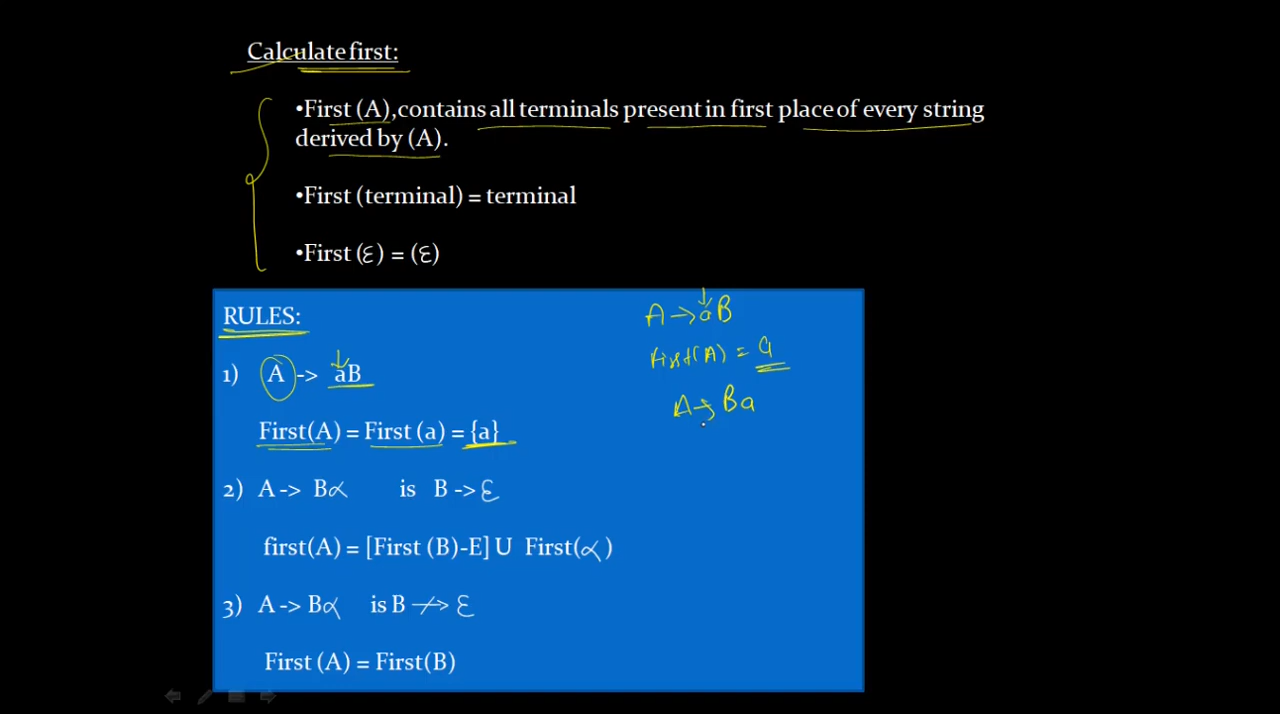 Calculate first:
•First (A),contains all terminals present in first place of every string
derived by (A).
•First (terminal) = terminal
•First (ε) = (ε)
RULES:
1) A -> aB
First(A) = First (a) = {a}
2) A -> Bα is B -> ε
first(A) = [First (B)-E] U First(α)
3) A -> Bα is B -/-> ε
First (A) = First(B)
A → aB
First(A) = a
A → Ba